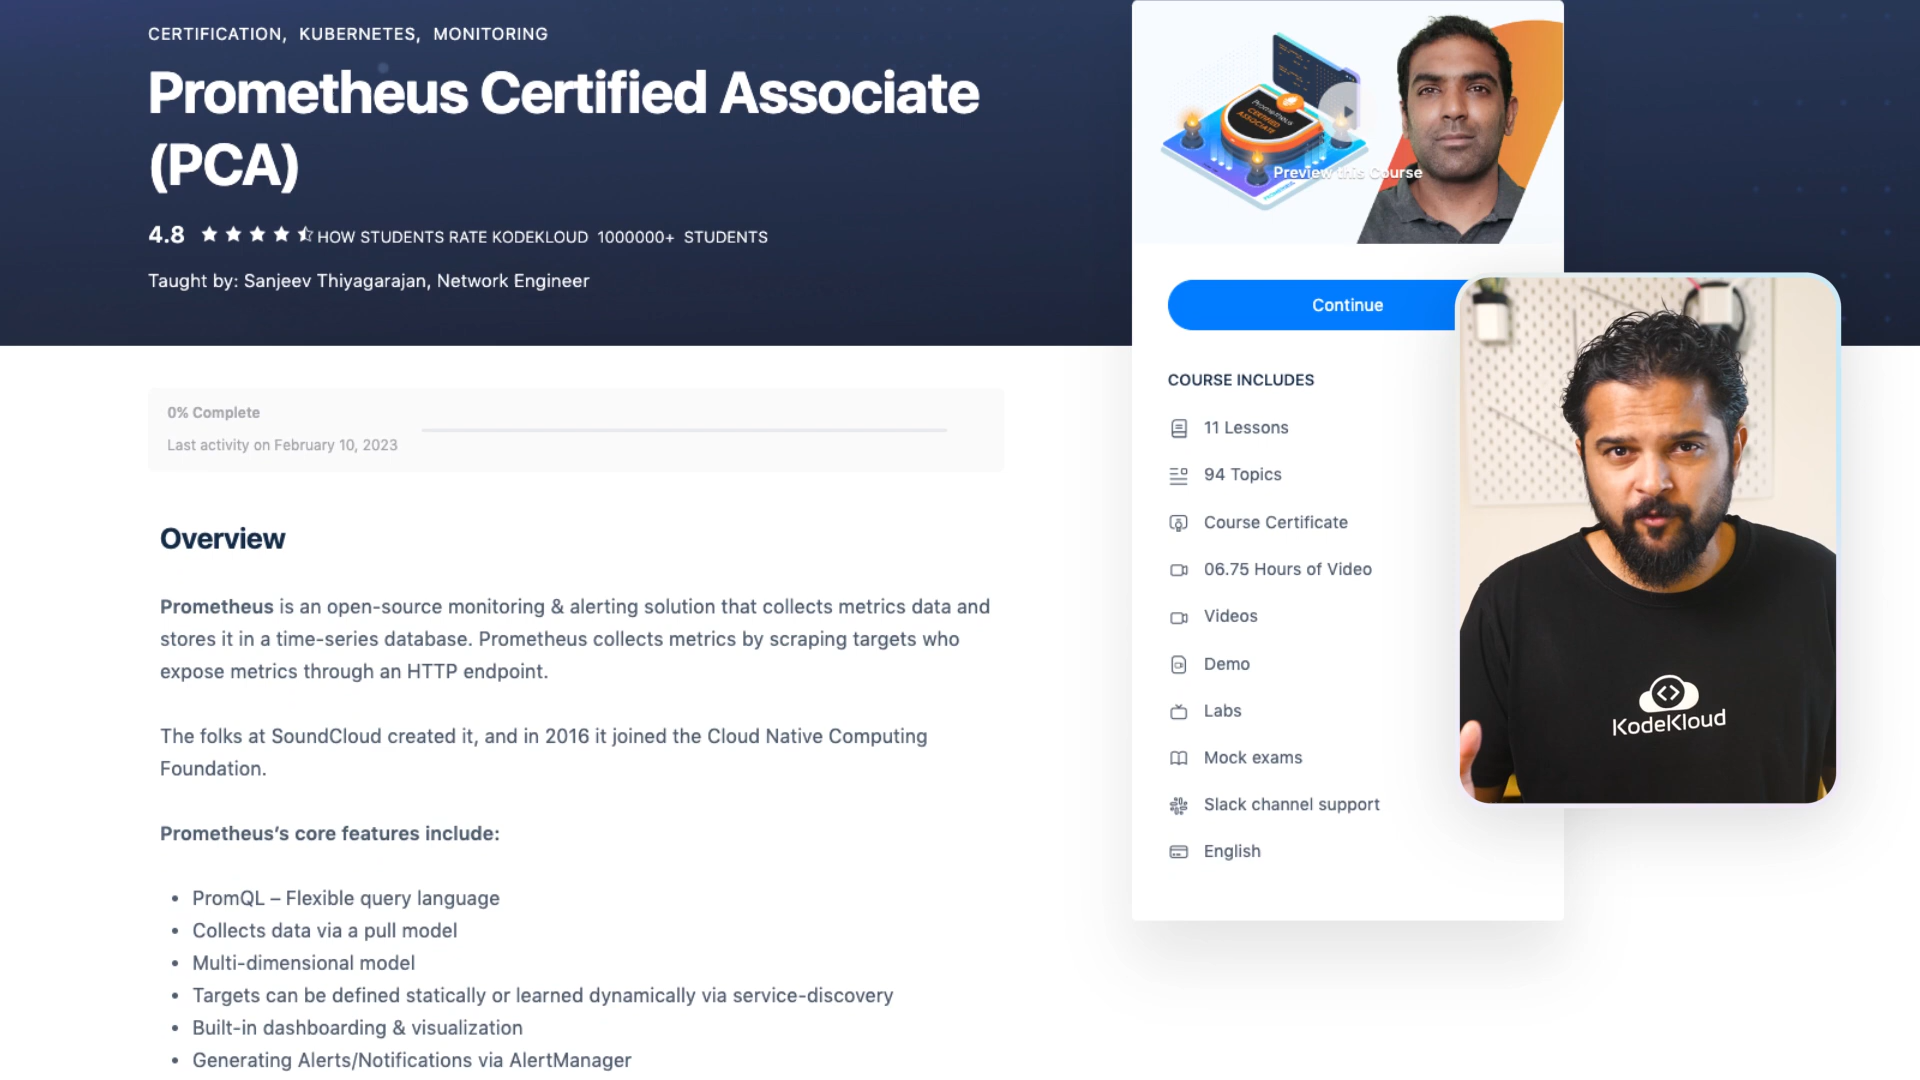 CERTIFICATION, KUBERNETES, MONITORING
Prometheus Certified Associate
(PCA)
4.8 HOW STUDENTS RATE KODEKLOUD 1000000+ STUDENTS
Taught by: Sanjeev Thiyagarajan, Network Engineer
0% Complete
Last activity on February 10, 2023
Overview
Prometheus is an open-source monitoring & alerting solution that collects metrics data and
stores it in a time-series database. Prometheus collects metrics by scraping targets who
expose metrics through an HTTP endpoint.
The folks at SoundCloud created it, and in 2016 it joined the Cloud Native Computing
Foundation.
Prometheus’s core features include:
• PromQL – Flexible query language
• Collects data via a pull model
• Multi-dimensional model
• Targets can be defined statically or learned dynamically via service-discovery
• Built-in dashboarding & visualization
• Generating Alerts/Notifications via AlertManager
Prometheus
CERTIFIED
ASSOCIATE
Preview this Course
Continue
COURSE INCLUDES
11 Lessons
94 Topics
Course Certificate
06.75 Hours of Video
Videos
Demo
Labs
Mock exams
Slack channel support
English
KodeKloud